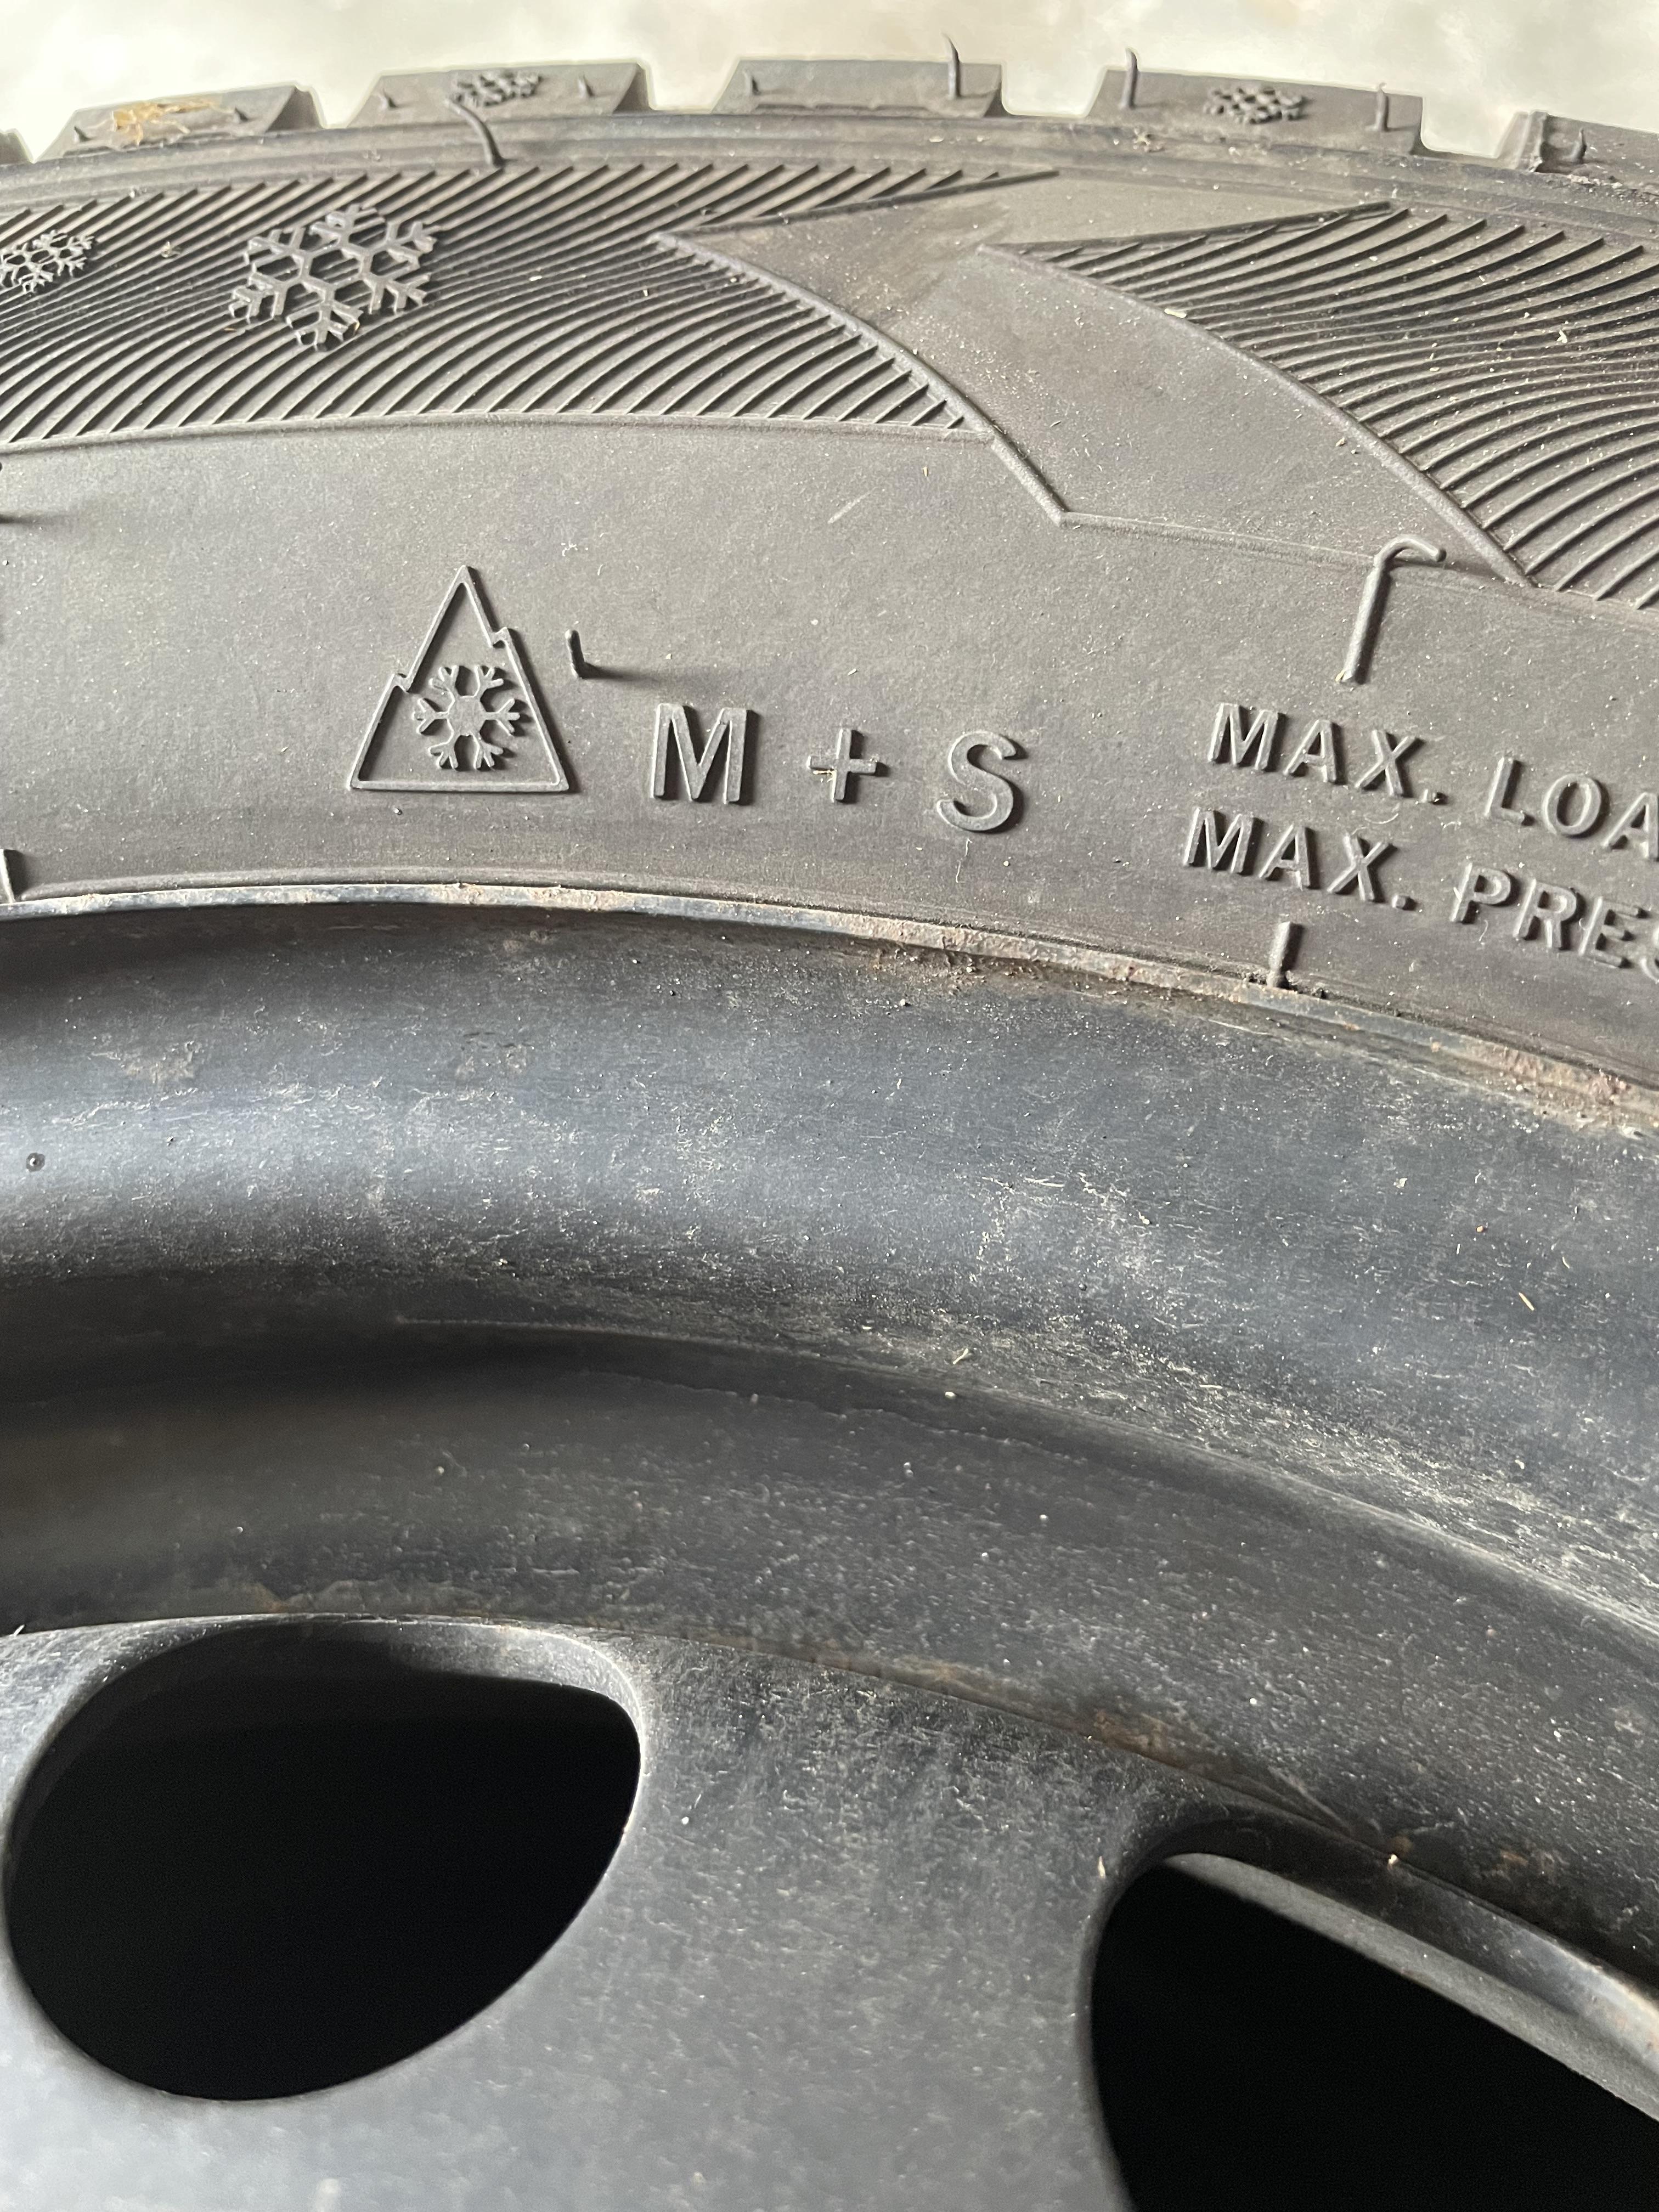 M + S
MAX. LOA
MAX. PRES